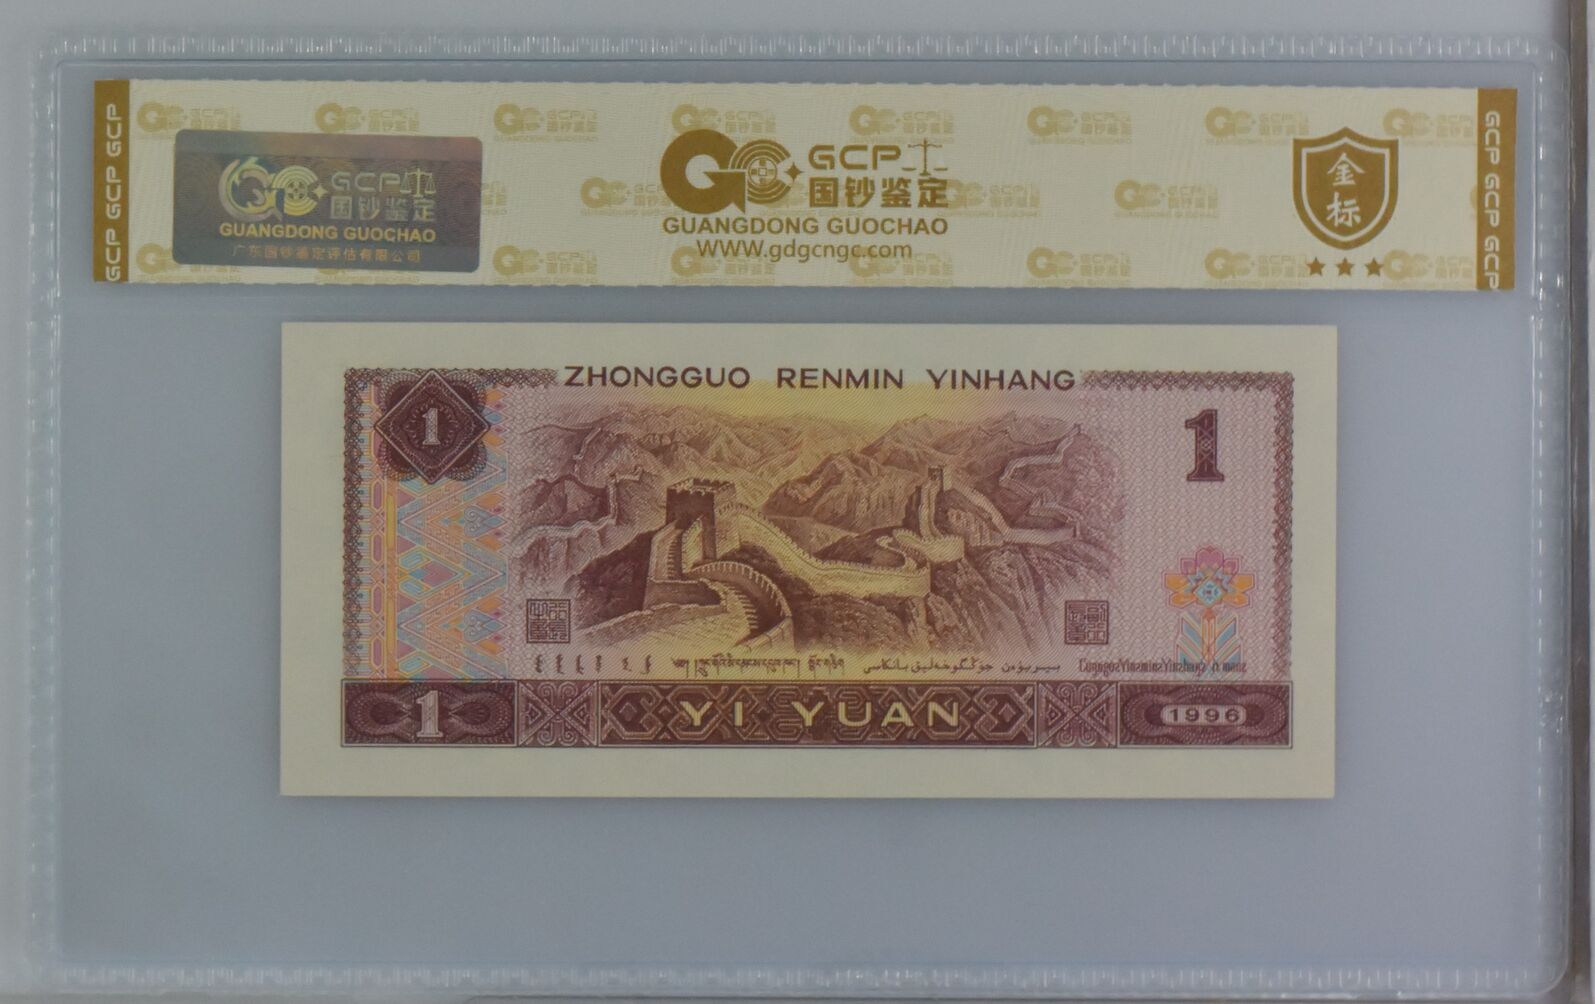 GCP GCP GCP
GCP
国钞鉴定
GUANGDONG GUOCHAO
广东国钞鉴定评估有限公司
GCP
国钞鉴定
GUANGDONG GUOCHAO
WWW.gdgcngc.com
金标
GCP GCP GCP
ZHONGGUO RENMIN YINHANG
1
1
1
YI YUAN
1996